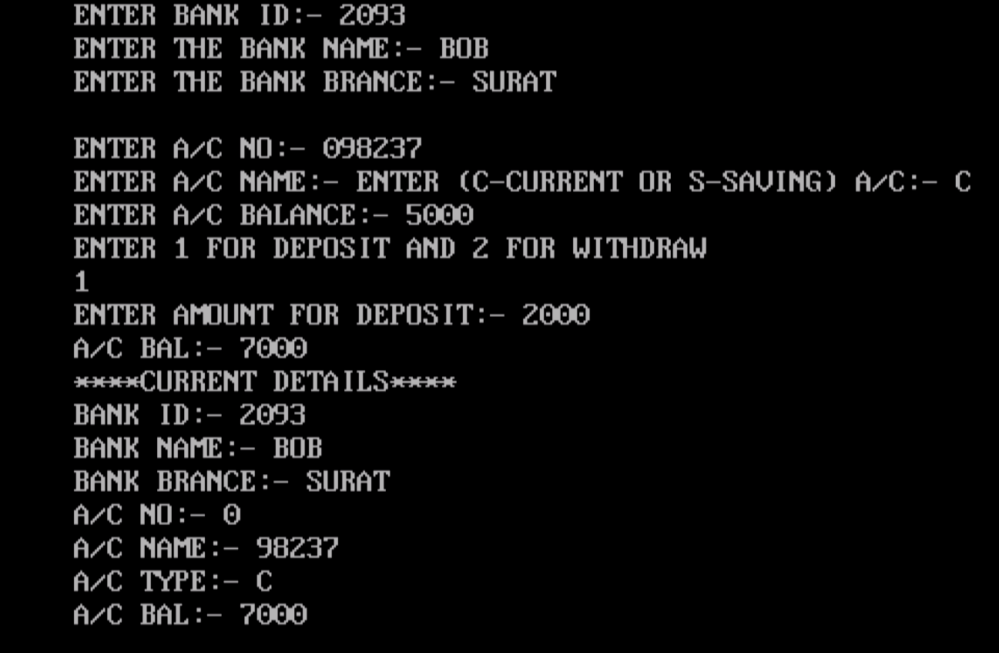 ENTER BANK ID:- 2093
ENTER THE BANK NAME:- BOB
ENTER THE BANK BRANCE:- SURAT
ENTER A/C NO:- 098237
ENTER A/C NAME:- ENTER (C-CURRENT OR S-SAVING) A/C:- C
ENTER A/C BALANCE:- 5000
ENTER 1 FOR DEPOSIT AND 2 FOR WITHDRAW
1
ENTER AMOUNT FOR DEPOSIT:- 2000
A/C BAL:- 7000
****CURRENT DETAILS****
BANK ID:- 2093
BANK NAME:- BOB
BANK BRANCE:- SURAT
A/C NO:- 0
A/C NAME:- 98237
A/C TYPE:- C
A/C BAL:- 7000